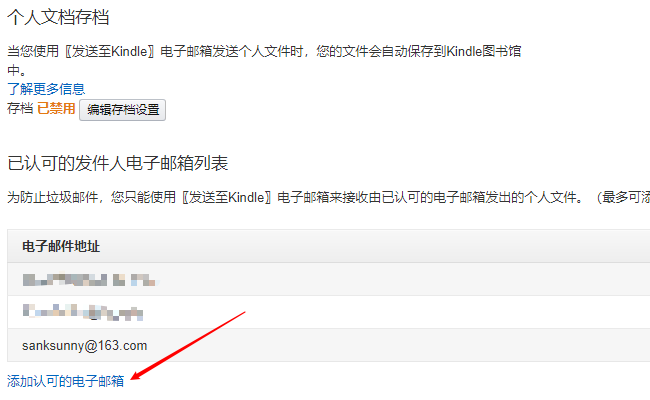 个人文档存档
当您使用〖发送至Kindle〗电子邮箱发送个人文件时，您的文件会自动保存到Kindle图书馆
中。
了解更多信息
存档 已禁用 编辑存档设置
已认可的发件人电子邮箱列表
为防止垃圾邮件，您只能使用〖发送至Kindle〗电子邮箱来接收由已认可的电子邮箱发出的个人文件。（最多可添
电子邮件地址
sanksunny@163.com
添加认可的电子邮箱